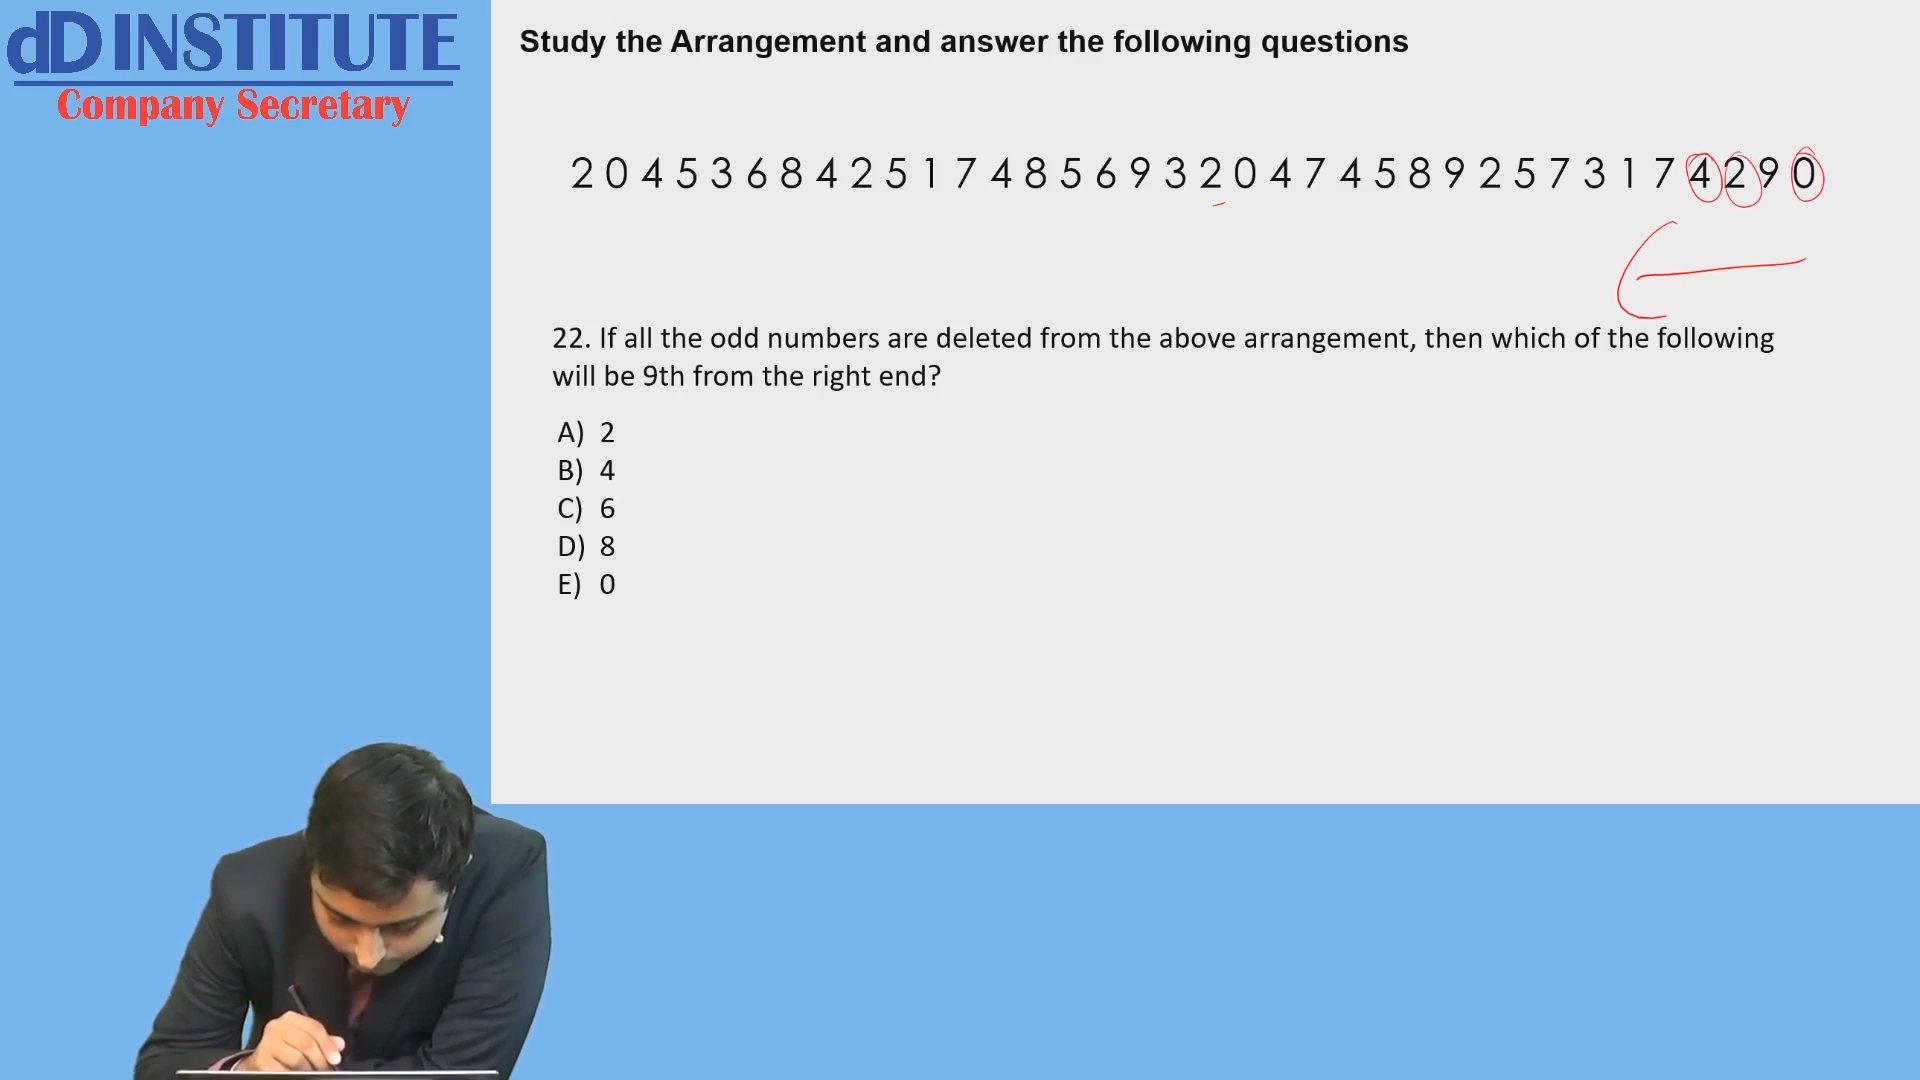 dD INSTITUTE
Company Secretary
Study the Arrangement and answer the following questions
2 0 4 5 3 6 8 4 2 5 1 7 4 8 5 6 9 3 2 0 4 7 4 5 8 9 2 5 7 3 1 7 4 2 9 0
22. If all the odd numbers are deleted from the above arrangement, then which of the following
will be 9th from the right end?
A) 2
B) 4
C) 6
D) 8
E) 0